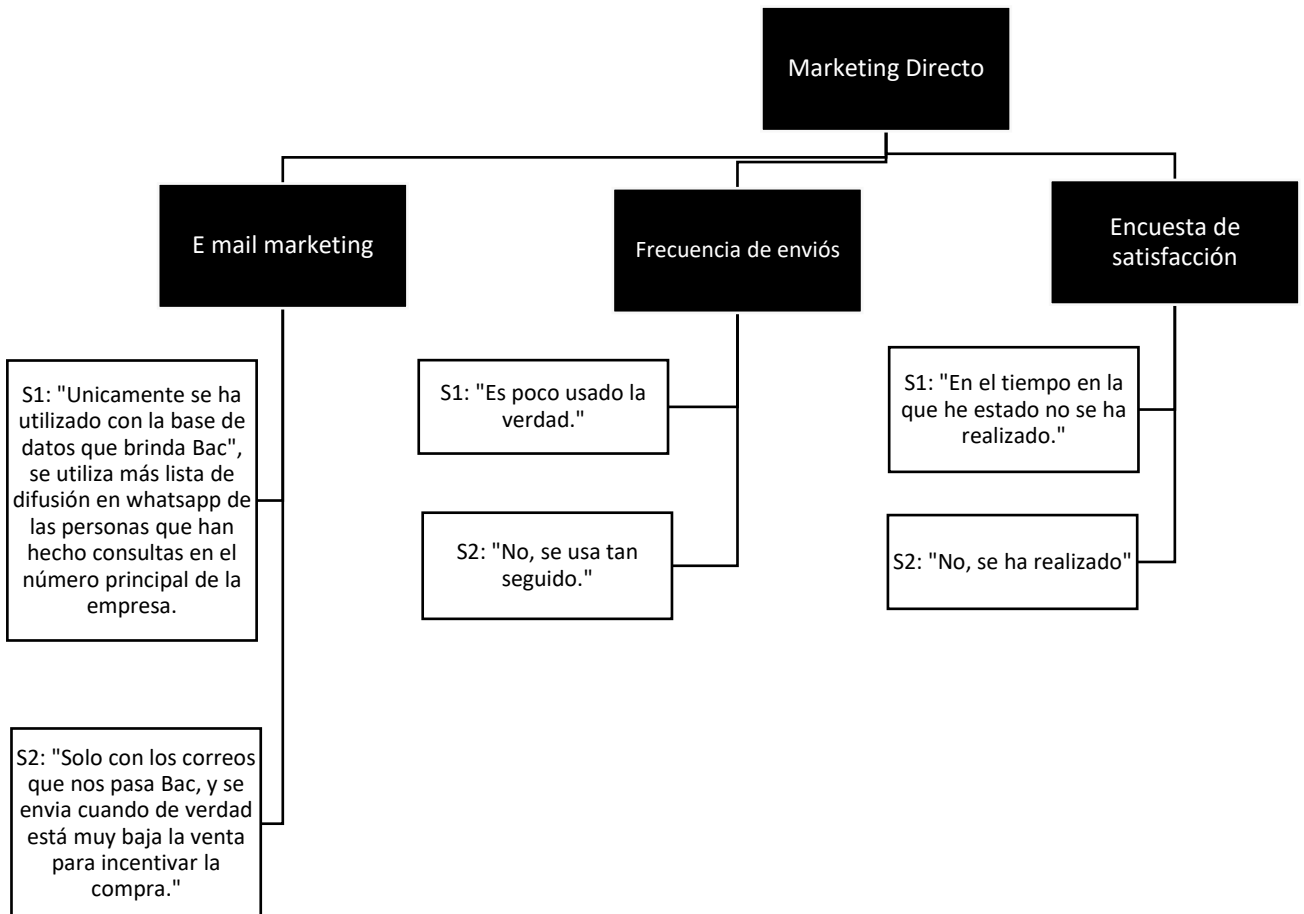 Marketing Directo
E mail marketing
Frecuencia de enviós
Encuesta de
satisfacción
S1: "Unicamente se ha
utilizado con la base de
datos que brinda Bac",
se utiliza más lista de
difusión en whatsapp de
las personas que han
hecho consultas en el
número principal de la
empresa.
S2: "Solo con los correos
que nos pasa Bac, y se
envia cuando de verdad
está muy baja la venta
para incentivar la
compra."
S1: "Es poco usado la
verdad."
S2: "No, se usa tan
seguido."
S1: "En el tiempo en la
que he estado no se ha
realizado."
S2: "No, se ha realizado"